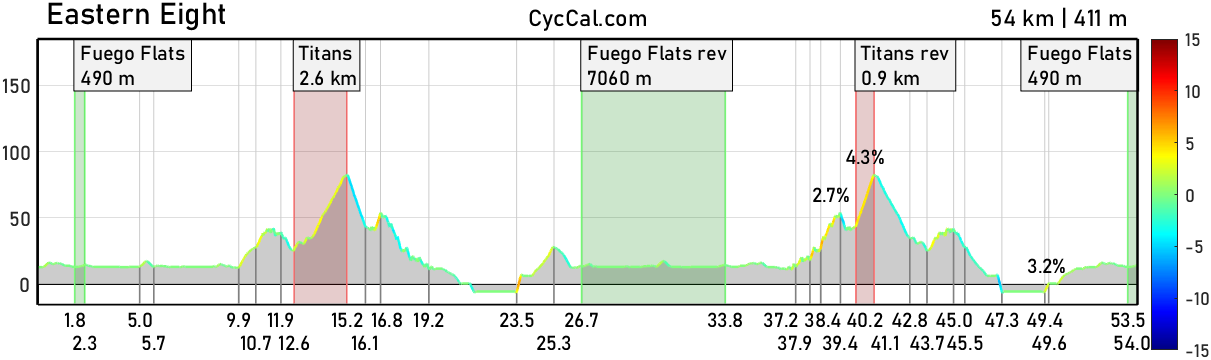 Eastern Eight
CycCal.com
54 km | 411 m
Fuego Flats
490 m
Titans
2.6 km
Fuego Flats rev
7060 m
Titans rev
0.9 km
Fuego Flats
490 m
150
100
50
0
4.3%
2.7%
3.2%
1.8 5.0 9.9 11.9 15.2 16.8 19.2 23.5 26.7 33.8 37.2 38.4 40.2 42.8 45.0 47.3 49.4 53.5
2.3 5.7 10.7 12.6 16.1 25.3 37.9 39.4 41.1 43.7 45.5 49.6 54.0
15
10
5
0
−5
−10
−15